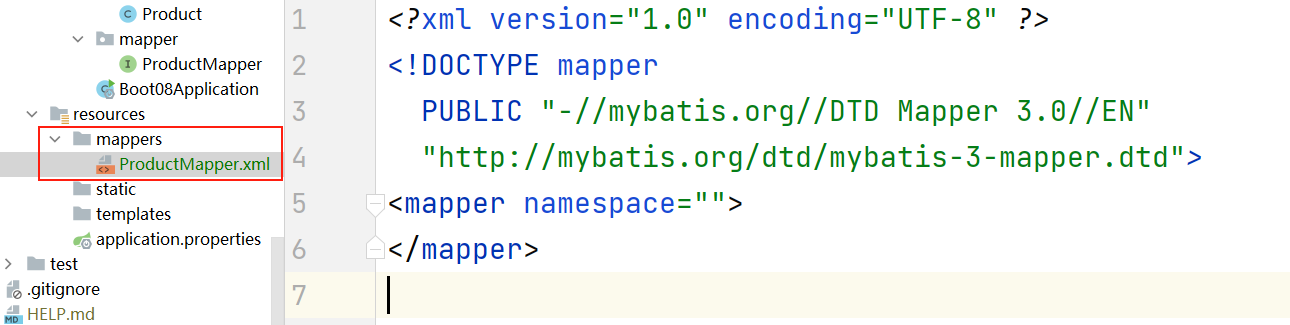 Product
mapper
ProductMapper
Boot08Application
resources
mappers
ProductMapper.xml
static
templates
application.properties
test
.gitignore
HELP.md
1 <?xml version="1.0" encoding="UTF-8" ?>
2 <!DOCTYPE mapper
3 PUBLIC "-//mybatis.org//DTD Mapper 3.0//EN"
4 "http://mybatis.org/dtd/mybatis-3-mapper.dtd">
5 <mapper namespace="">
6 </mapper>
7